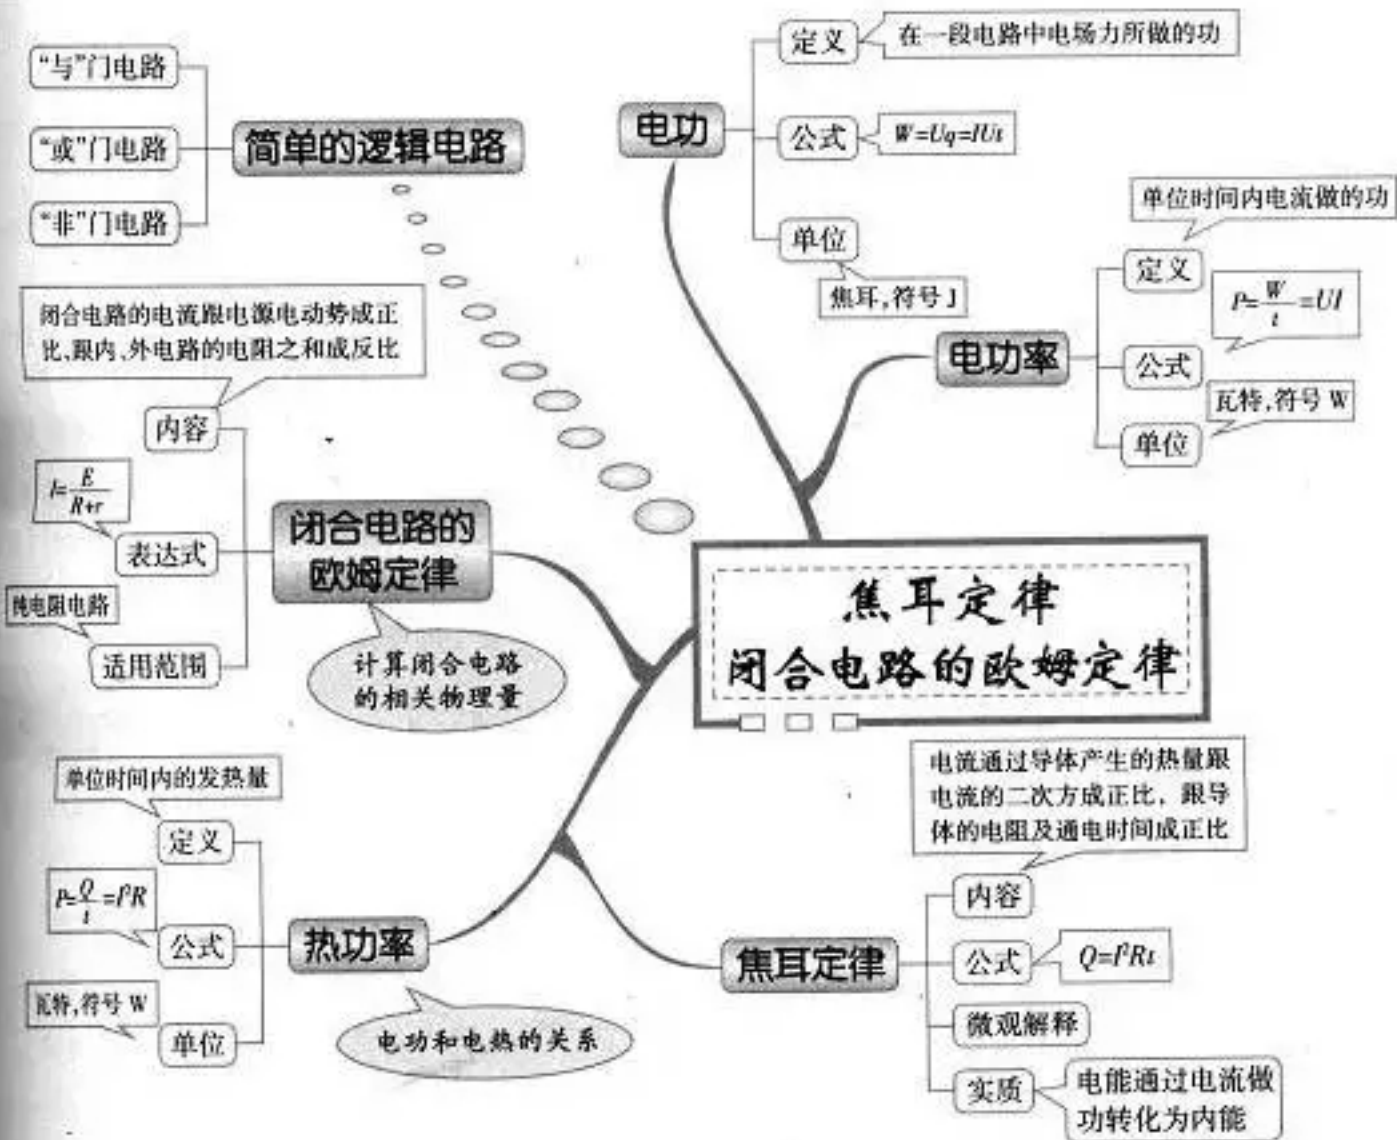 “与”门电路
“或”门电路
“非”门电路
简单的逻辑电路
电功
定义
在一段电路中电场力所做的功
公式
W=Uq=IUt
单位
焦耳,符号 J
电功率
单位时间内电流做的功
定义
P=W/t=UI
公式
瓦特,符号 W
单位
闭合电路的电流跟电源电动势成正
比、跟内、外电路的电阻之和成反比
内容
I=E/R+r
表达式
纯电阻电路
适用范围
闭合电路的
欧姆定律
计算闭合电路
的相关物理量
焦耳定律
闭合电路的欧姆定律
单位时间内的发热量
定义
P=Q/t=I²R
公式
瓦特,符号 W
单位
热功率
电功和电热的关系
焦耳定律
电流通过导体产生的热量跟
电流的二次方成正比，跟导
体的电阻及通电时间成正比
内容
公式
Q=I²Rt
微观解释
实质
电能通过电流做
功转化为内能